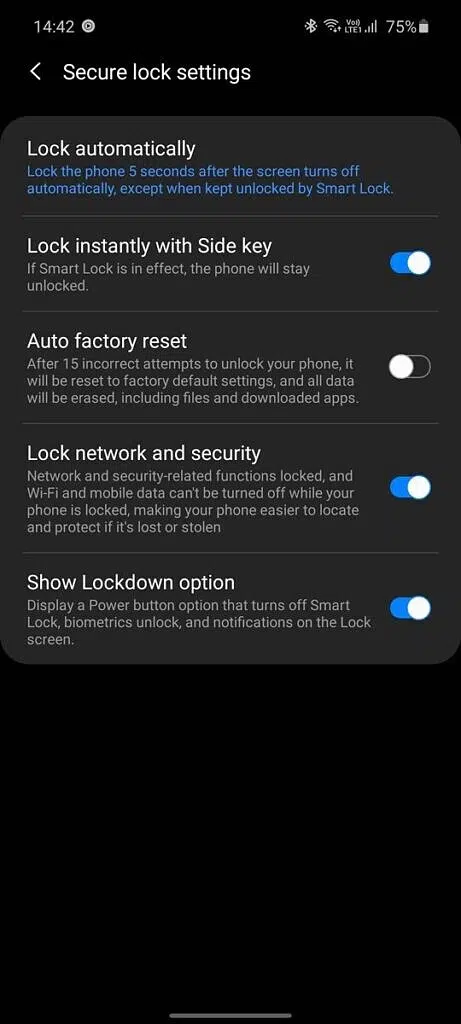 14:42 Vo) LTE1 75%
Secure lock settings
Lock automatically
Lock the phone 5 seconds after the screen turns off
automatically, except when kept unlocked by Smart Lock.
Lock instantly with Side key
If Smart Lock is in effect, the phone will stay
unlocked.
Auto factory reset
After 15 incorrect attempts to unlock your phone, it
will be reset to factory default settings, and all data
will be erased, including files and downloaded apps.
Lock network and security
Network and security-related functions locked, and
Wi-Fi and mobile data can't be turned off while your
phone is locked, making your phone easier to locate
and protect if it's lost or stolen
Show Lockdown option
Display a Power button option that turns off Smart
Lock, biometrics unlock, and notifications on the Lock
screen.